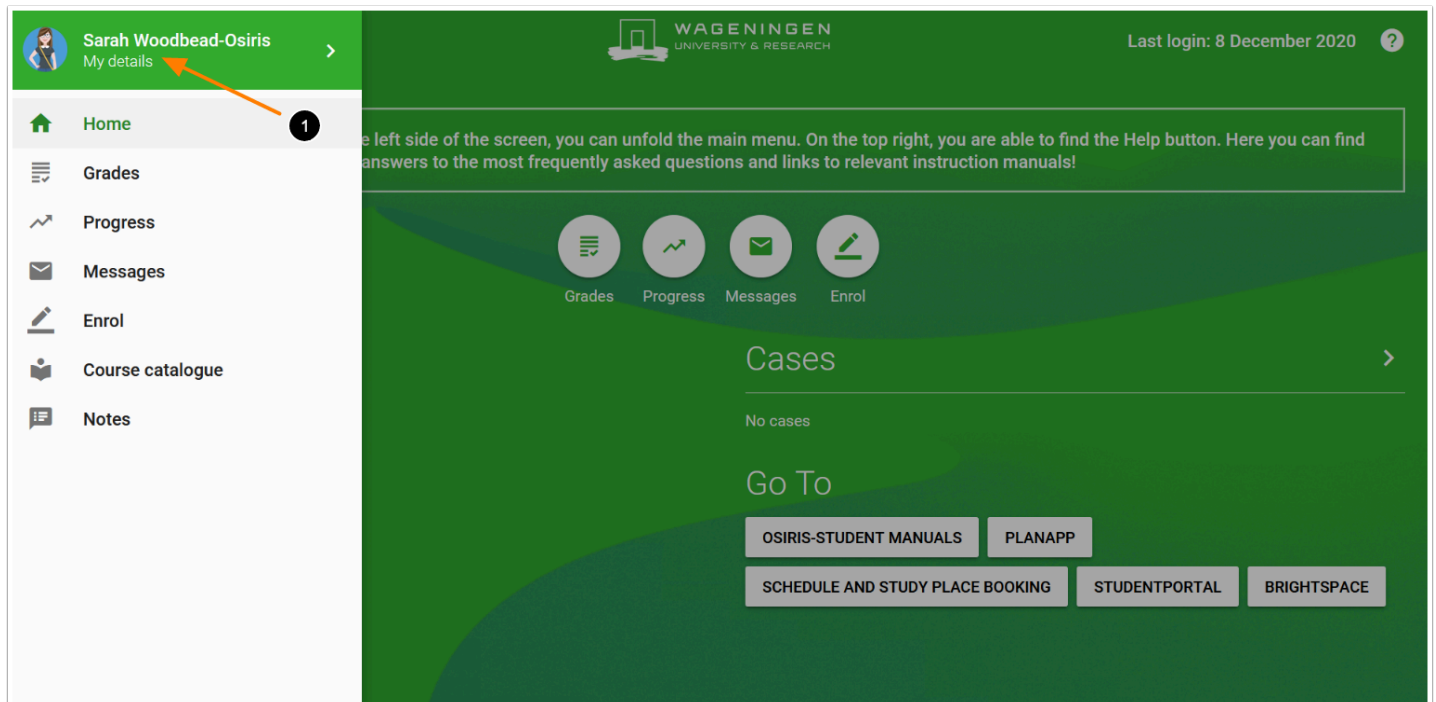 Sarah Woodbead-Osiris
My details
Home
Grades
Progress
Messages
Enrol
Course catalogue
Notes
1
WAGENINGEN
UNIVERSITY & RESEARCH
Last login: 8 December 2020
?
e left side of the screen, you can unfold the main menu. On the top right, you are able to find the Help button. Here you can find
answers to the most frequently asked questions and links to relevant instruction manuals!
Grades
Progress
Messages
Enrol
Cases
No cases
Go To
OSIRIS-STUDENT MANUALS
PLANAPP
SCHEDULE AND STUDY PLACE BOOKING
STUDENTPORTAL
BRIGHTSPACE